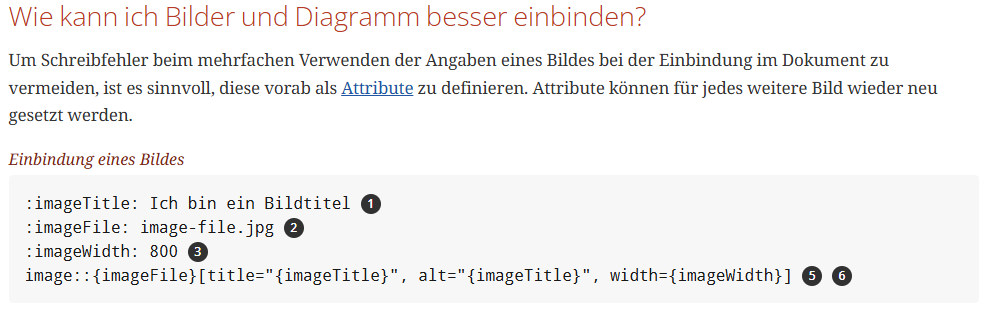 Wie kann ich Bilder und Diagramm besser einbinden?
Um Schreibfehler beim mehrfachen Verwenden der Angaben eines Bildes bei der Einbindung im Dokument zu
vermeiden, ist es sinnvoll, diese vorab als Attribute zu definieren. Attribute können für jedes weitere Bild wieder neu
gesetzt werden.
Einbindung eines Bildes
:imageTitle: Ich bin ein Bildtitel 1
:imageFile: image-file.jpg 2
:imageWidth: 800 3
image::{imageFile}[title="{imageTitle}", alt="{imageTitle}", width={imageWidth}] 5 6